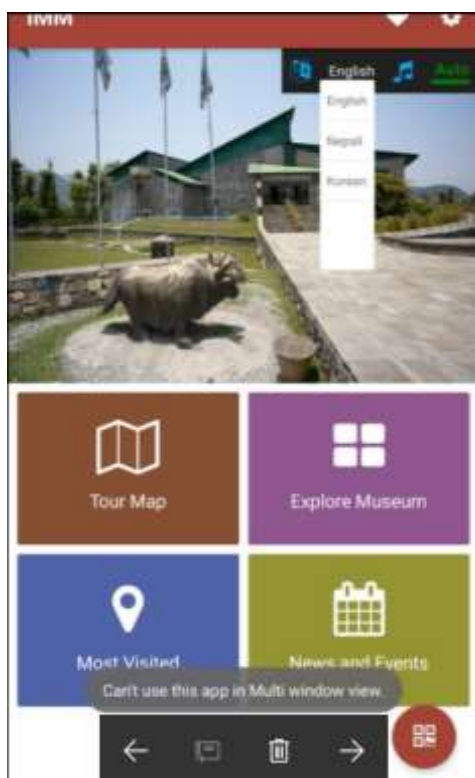 IMM
English
Auto
English
Nepali
Korean
Tour Map
Explore Museum
Most Visited
News and Events
Can't use this app in Multi window view.